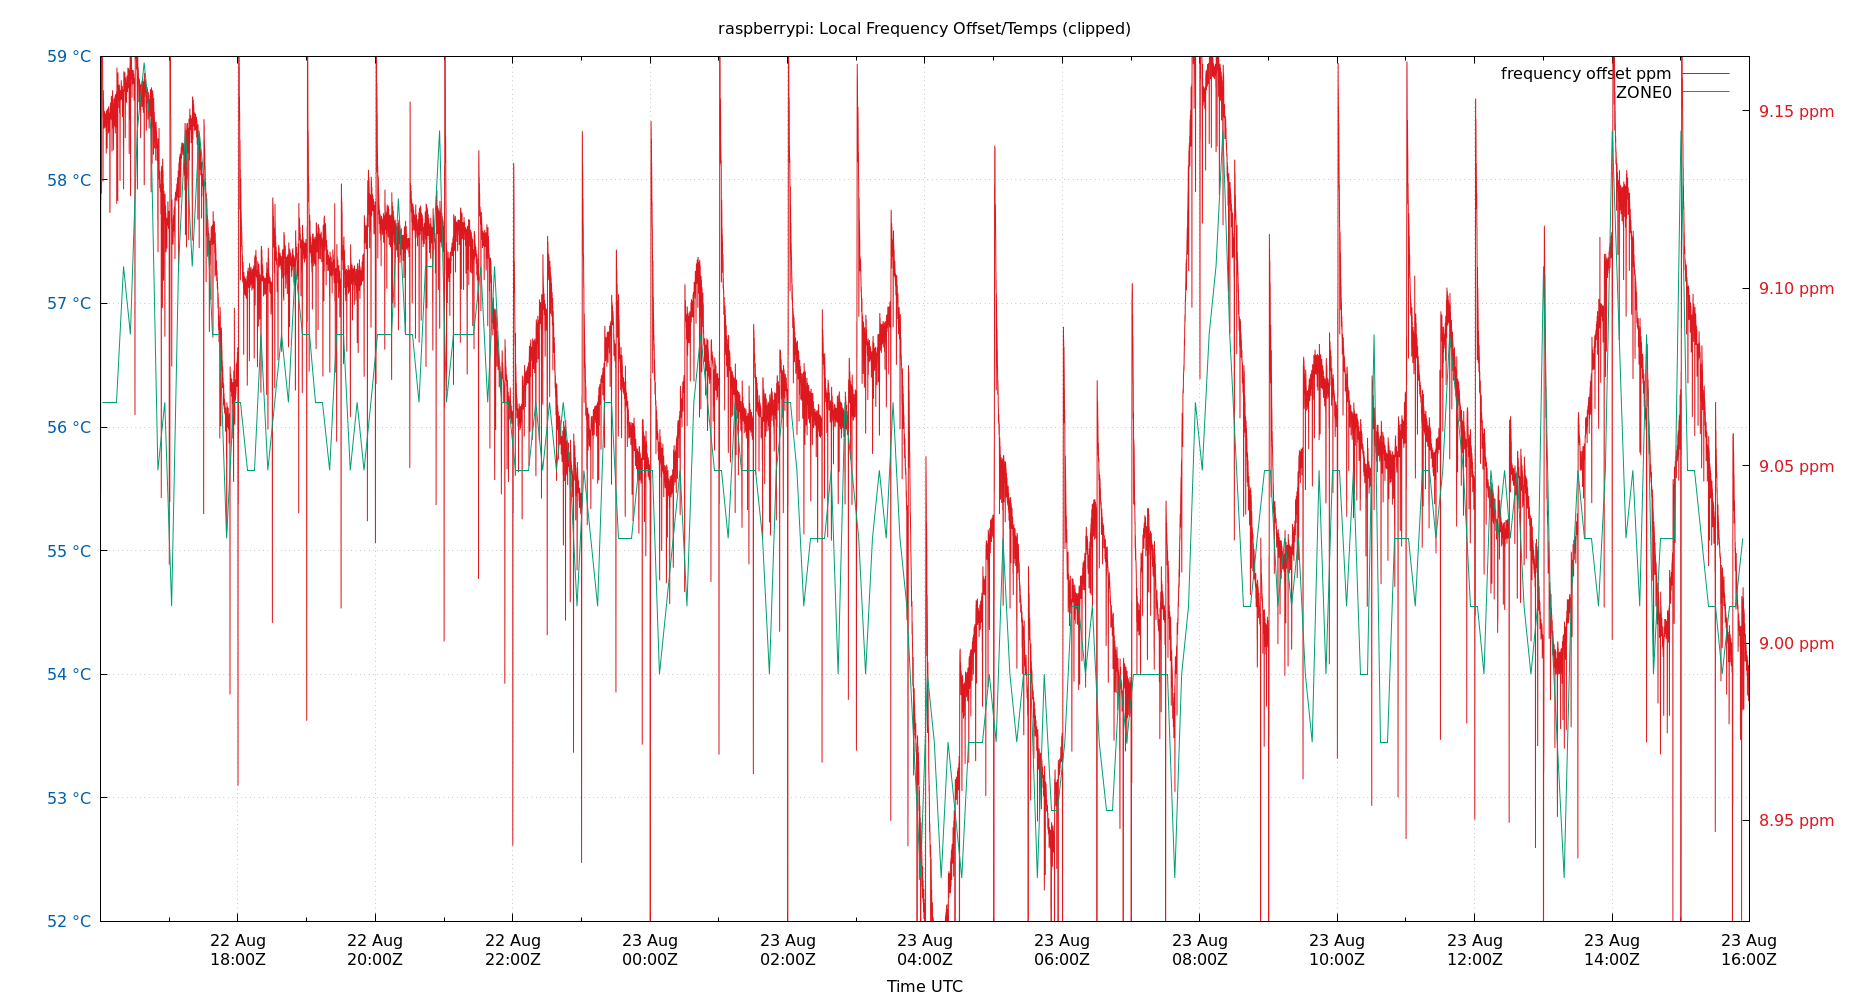 raspberrypi: Local Frequency Offset/Temps (clipped)
59 °C
58 °C
57 °C
56 °C
55 °C
54 °C
53 °C
52 °C
frequency offset ppm
ZONE0
9.15 ppm
9.10 ppm
9.05 ppm
9.00 ppm
8.95 ppm
22 Aug 22 Aug 22 Aug 23 Aug 23 Aug 23 Aug 23 Aug 23 Aug 23 Aug 23 Aug 23 Aug 23 Aug
18:00Z 20:00Z 22:00Z 00:00Z 02:00Z 04:00Z 06:00Z 08:00Z 10:00Z 12:00Z 14:00Z 16:00Z
Time UTC